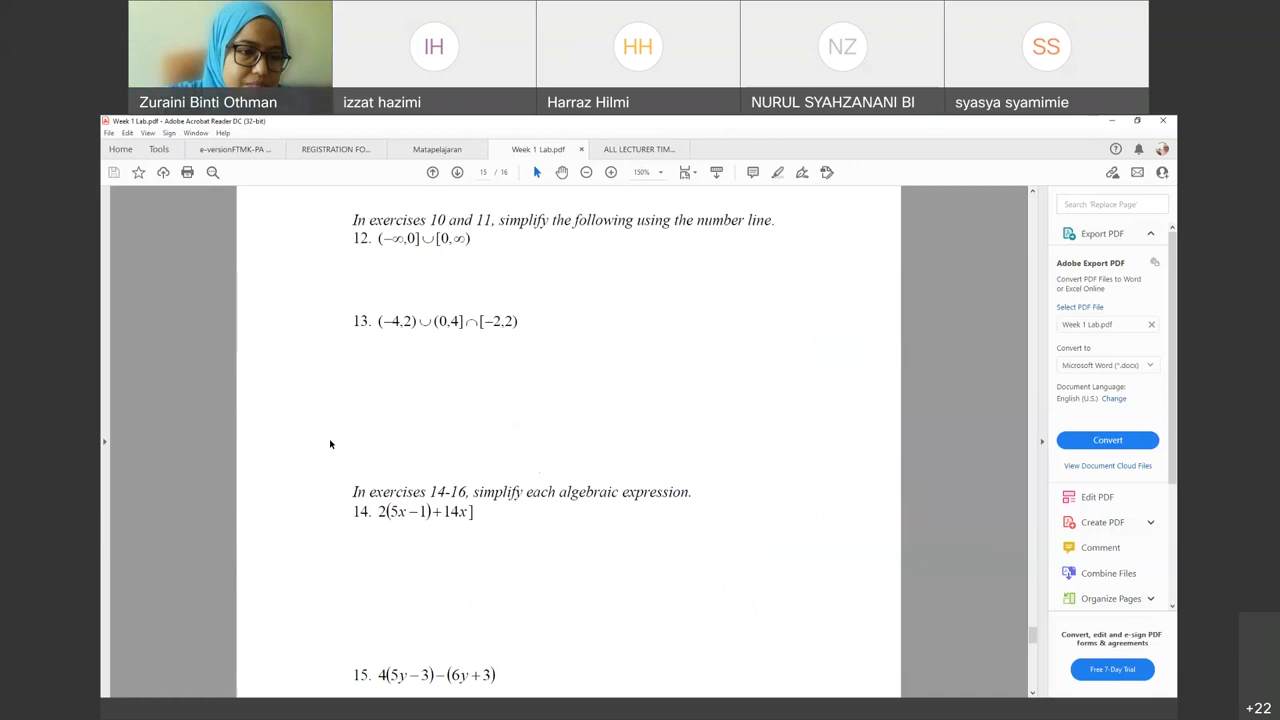 IH
HH
NZ
SS
Zuraini Binti Othman
izzat hazimi
Harraz Hilmi
NURUL SYAHZANANI BI
syasya syamimie
Week 1 Lab.pdf - Adobe Acrobat Reader DC (32-bit)
File Edit View Sign Window Help
Home Tools e-versionFTMK-PA ... REGISTRATION FO... Matapelajaran Week 1 Lab.pdf × ALL LECTURER TIM...
15 / 16 150%
In exercises 10 and 11, simplify the following using the number line.
12. (−∞,0] ∪ [0, ∞)
13. (−4,2) ∪ (0,4] ∩ [−2,2)
In exercises 14-16, simplify each algebraic expression.
14. 2(5x − 1) + 14x ]
15. 4(5y − 3) − (6y + 3)
Search 'Replace Page'
Export PDF
Adobe Export PDF
Convert PDF Files to Word
or Excel Online
Select PDF File
Week 1 Lab.pdf
Convert to
Microsoft Word (*.docx)
Document Language:
English (U.S.) Change
Convert
View Document Cloud Files
Edit PDF
Create PDF
Comment
Combine Files
Organize Pages
Convert, edit and e-sign PDF
forms & agreements
Free 7-Day Trial
+22